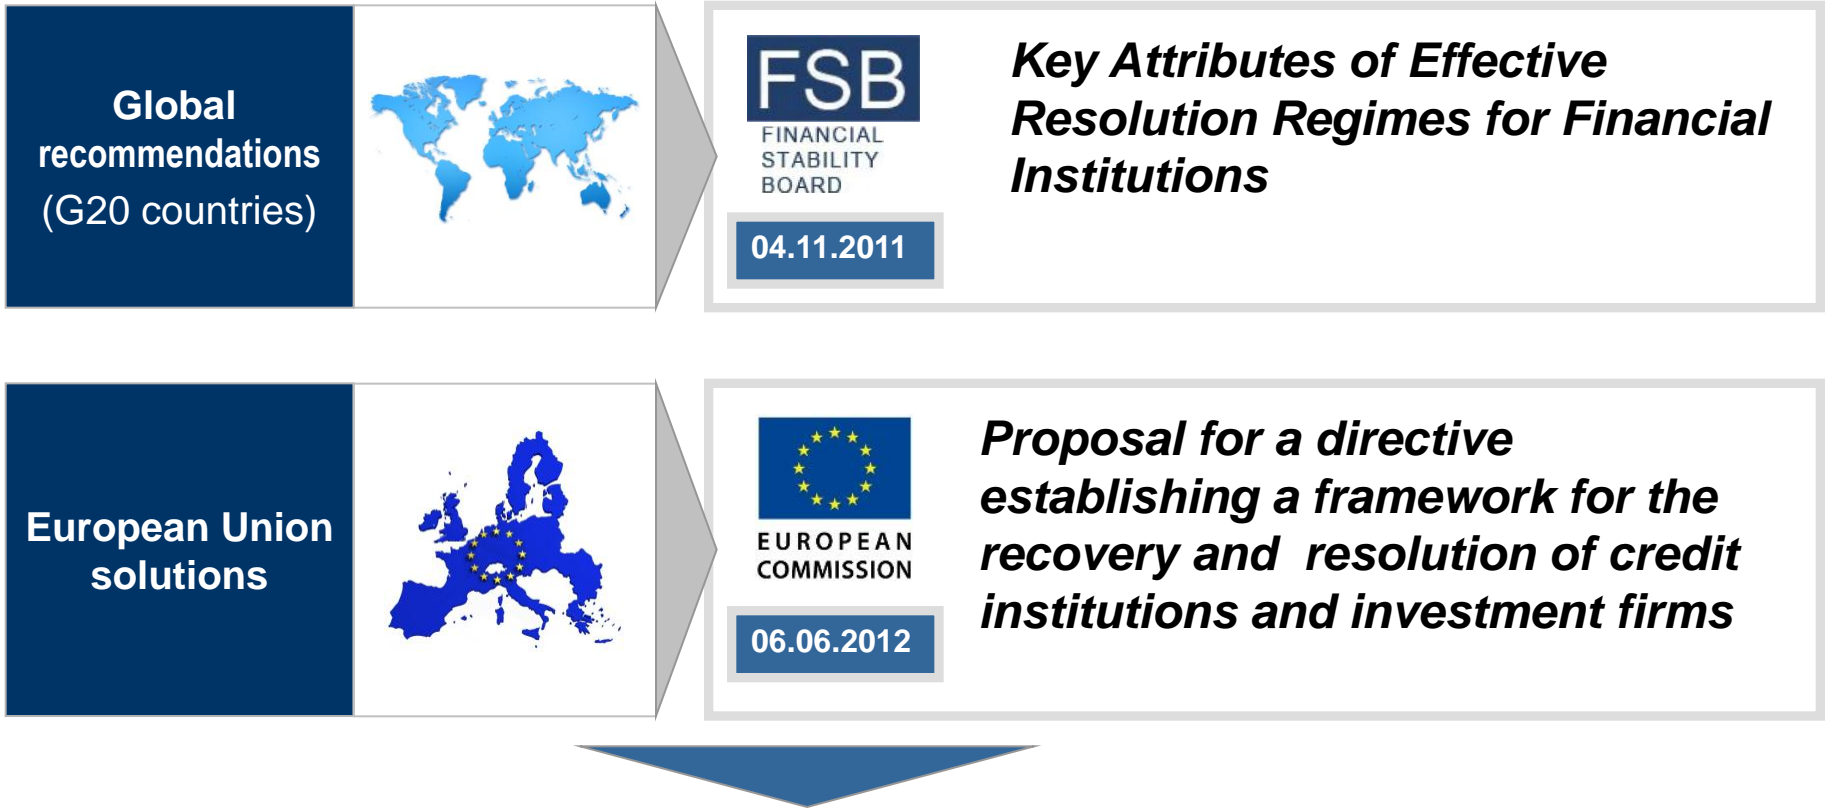 Global
recommendations
(G20 countries)
FSB
FINANCIAL
STABILITY
BOARD
04.11.2011
Key Attributes of Effective
Resolution Regimes for Financial
Institutions
European Union
solutions
EUROPEAN
COMMISSION
06.06.2012
Proposal for a directive
establishing a framework for the
recovery and  resolution of credit
institutions and investment firms